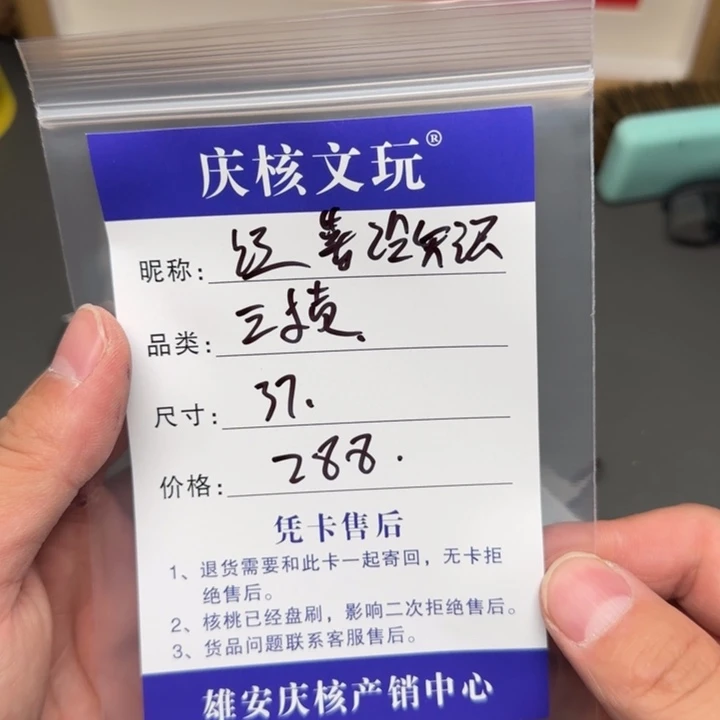 庆核文玩®
昵称：
品类：三
尺寸：37.
价格：288.
凭卡售后
1、退货需要和此卡一起寄回，无卡拒
绝售后。
2、核桃已经盘刷，影响二次拒绝售后。
3、货品问题联系客服售后。
雄安庆核产销中心